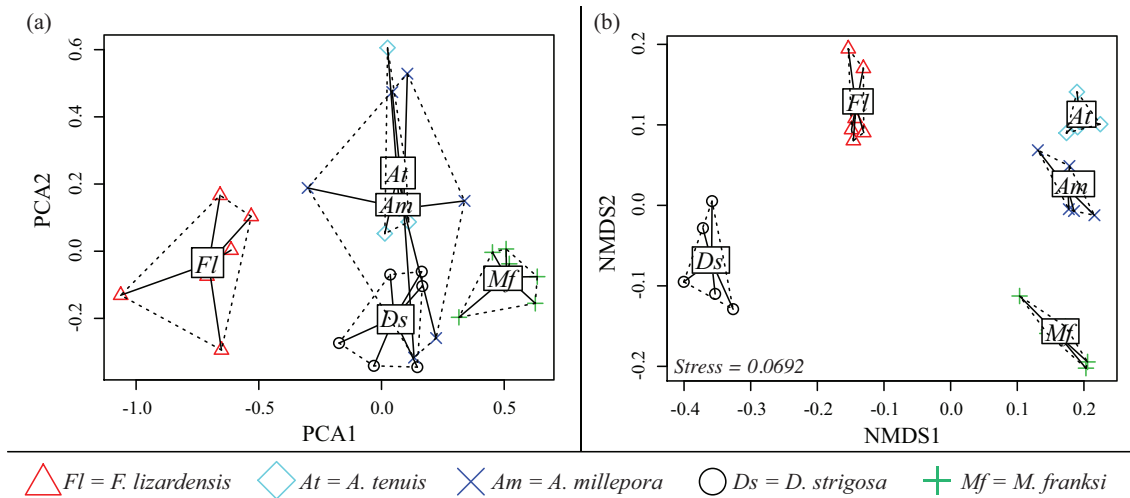 (a)
PCA2
0.6
0.4
0.2
0.0
-0.2
At
Am
Fl
Mf
Ds
-1.0 -0.5 0.0 0.5
PCA1
(b)
NMDS2
0.2
0.1
0.0
-0.1
-0.2
Fl
At
Am
Ds
Mf
Stress = 0.0692
-0.4 -0.3 -0.2 -0.1 0.0 0.1 0.2
NMDS1
Fl = F. lizardensis At = A. tenuis Am = A. millepora Ds = D. strigosa Mf = M. franksi